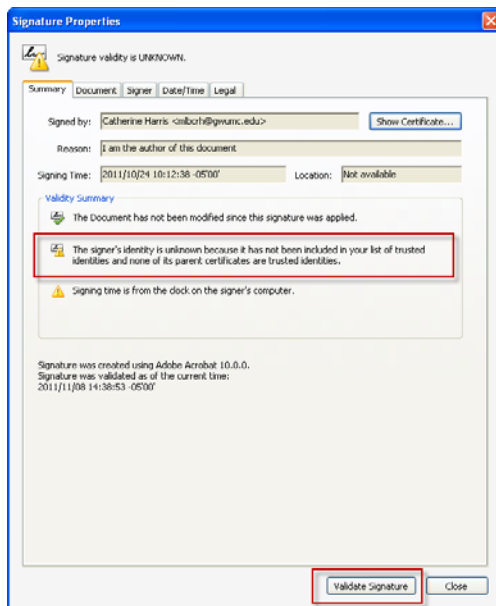 Signature Properties
Signature validity is UNKNOWN.
Summary Document Signer Date/Time Legal
Signed by: Catherine Harris <mlbcrh@gwumc.edu> Show Certificate...
Reason: I am the author of this document
Signing Time: 2011/10/24 10:12:38 -05'00' Location: Not available
Validity Summary
The Document has not been modified since this signature was applied.
The signer's identity is unknown because it has not been included in your list of trusted
identities and none of its parent certificates are trusted identities.
Signing time is from the clock on the signer's computer.
Signature was created using Adobe Acrobat 10.0.0.
Signature was validated as of the current time:
2011/11/08 14:38:53 -05'00'
Validate Signature Close